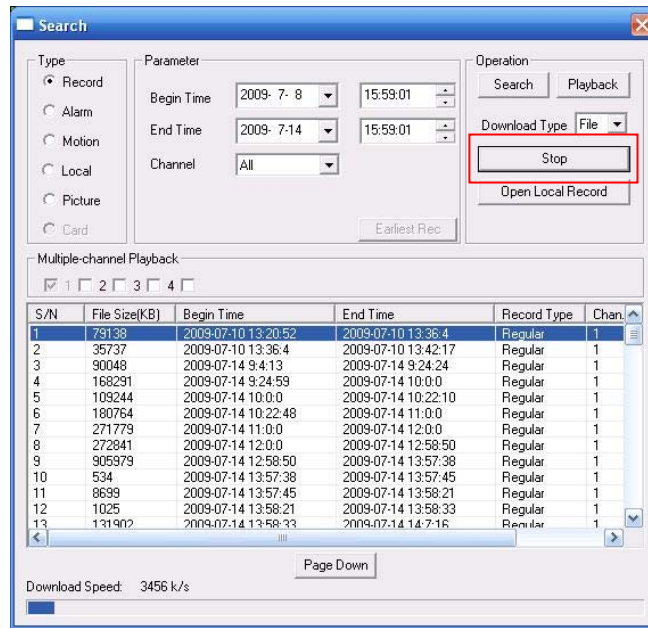 Search
Type
Record
Alarm
Motion
Local
Picture
Card
Parameter
Begin Time 2009- 7- 8 15:59:01
End Time 2009- 7-14 15:59:01
Channel All
Earliest Rec
Operation
Search Playback
Download Type File
Stop
Open Local Record
Multiple-channel Playback
1 2 3 4
S/N File Size(KB) Begin Time End Time Record Type Chan.
1 79138 2009-07-10 13:20:52 2009-07-10 13:36:4 Regular 1
2 35737 2009-07-10 13:36:4 2009-07-10 13:42:17 Regular 1
3 90048 2009-07-14 9:4:13 2009-07-14 9:24:24 Regular 1
4 168291 2009-07-14 9:24:59 2009-07-14 10:0:0 Regular 1
5 109244 2009-07-14 10:0:0 2009-07-14 10:22:10 Regular 1
6 180764 2009-07-14 10:22:48 2009-07-14 11:0:0 Regular 1
7 271779 2009-07-14 11:0:0 2009-07-14 12:0:0 Regular 1
8 272841 2009-07-14 12:0:0 2009-07-14 12:58:50 Regular 1
9 905979 2009-07-14 12:58:50 2009-07-14 13:57:38 Regular 1
10 534 2009-07-14 13:57:38 2009-07-14 13:57:45 Regular 1
11 8699 2009-07-14 13:57:45 2009-07-14 13:58:21 Regular 1
12 1025 2009-07-14 13:58:21 2009-07-14 13:58:33 Regular 1
13 131902 2009-07-14 13:58:33 2009-07-14 14:7:16 Regular 1
Page Down
Download Speed: 3456 k/s